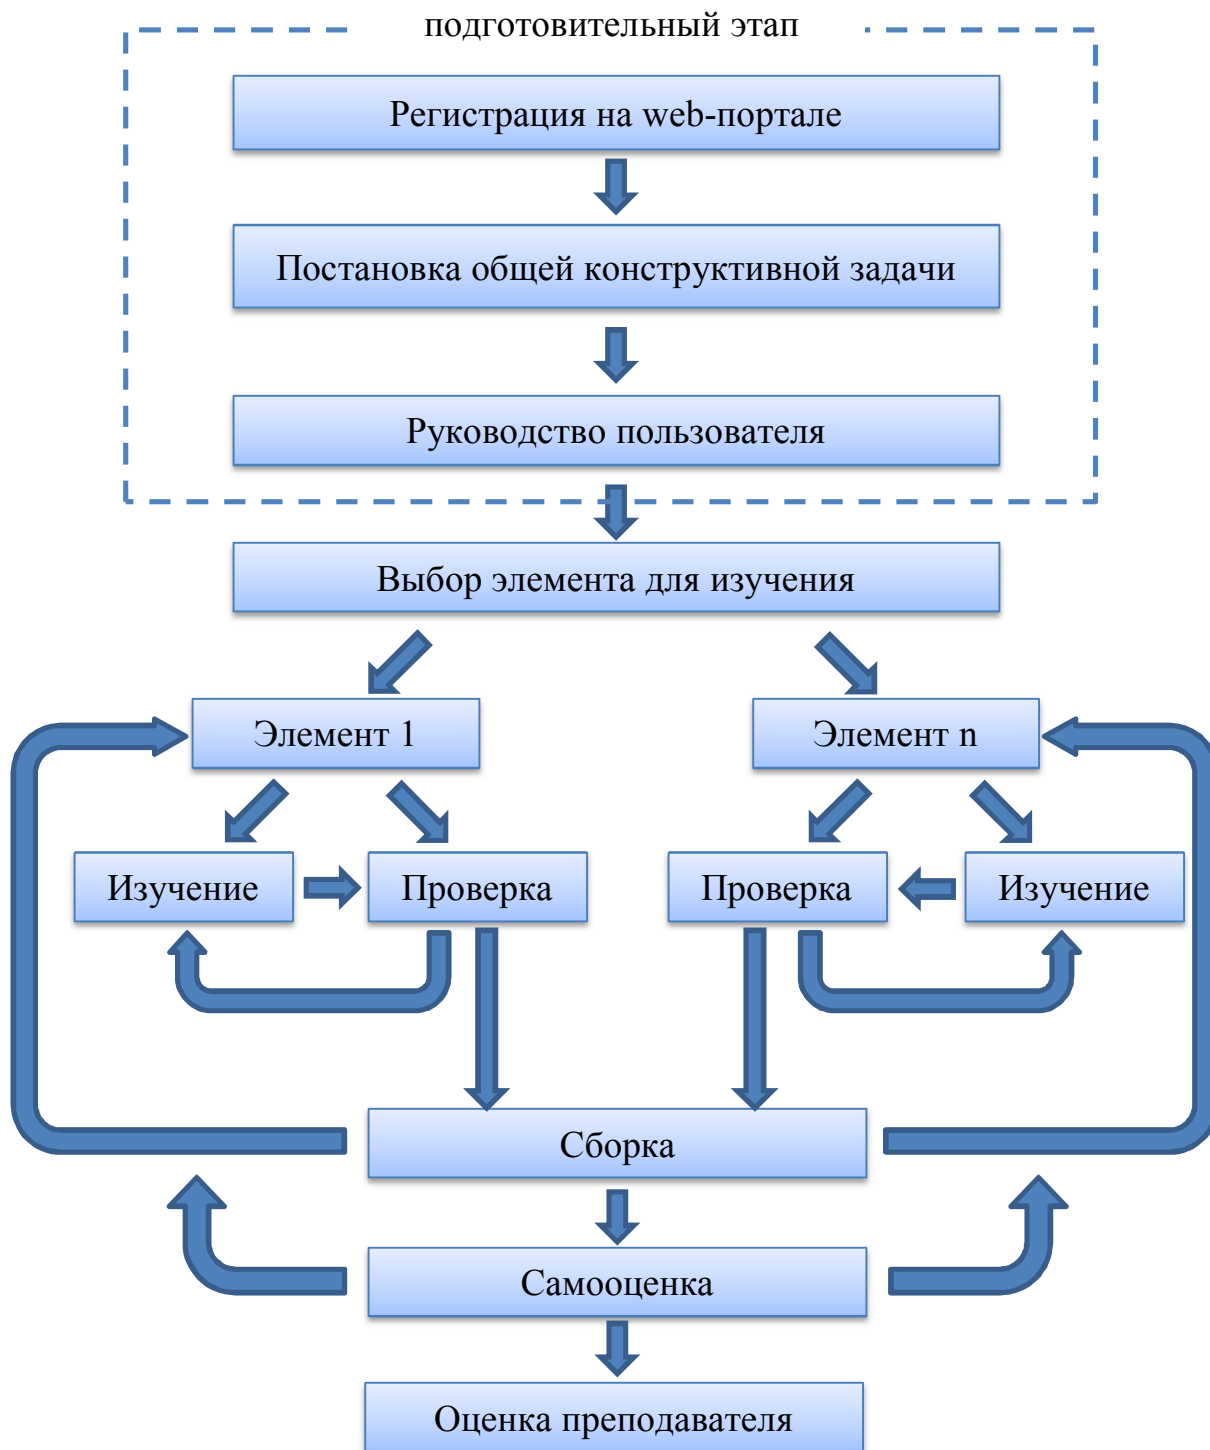 подготовительный этап
Регистрация на web-портале
Постановка общей конструктивной задачи
Руководство пользователя
Выбор элемента для изучения
Элемент 1
Элемент n
Изучение
Проверка
Проверка
Изучение
Сборка
Самооценка
Оценка преподавателя